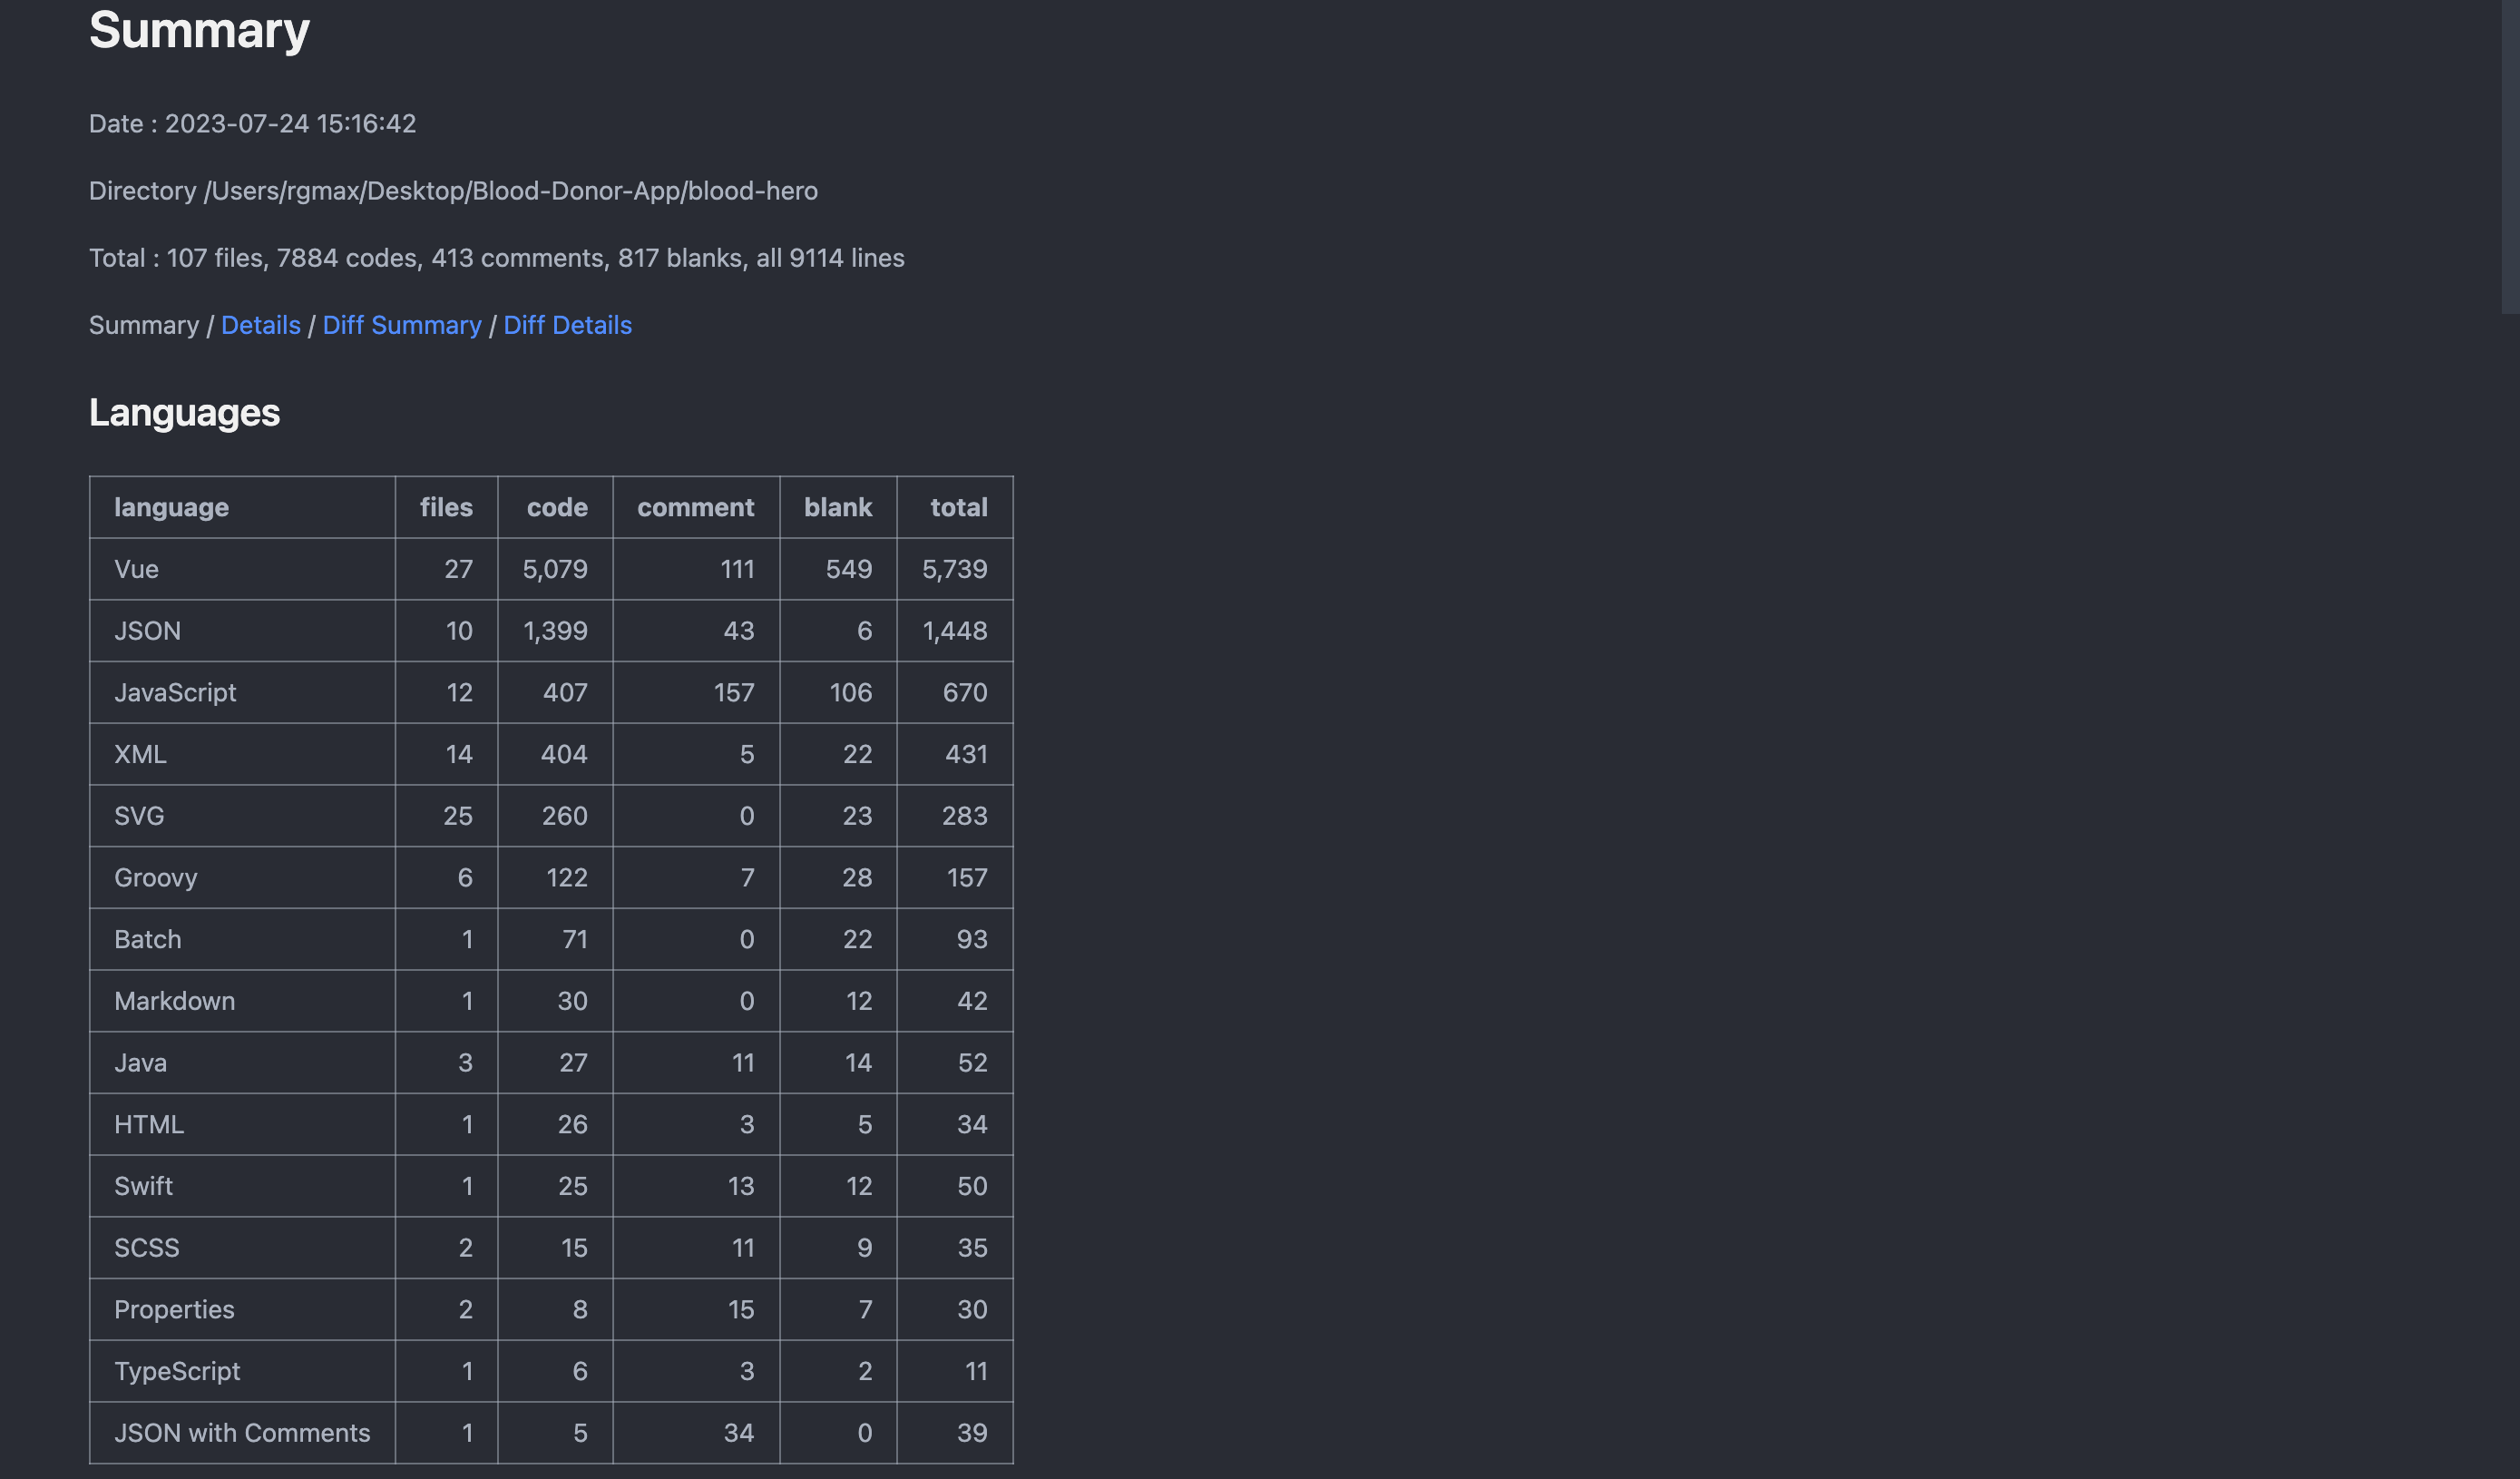 Summary
Date : 2023-07-24 15:16:42
Directory /Users/rgmax/Desktop/Blood-Donor-App/blood-hero
Total : 107 files, 7884 codes, 413 comments, 817 blanks, all 9114 lines
Summary / Details / Diff Summary / Diff Details
Languages
language files code comment blank total
Vue 27 5,079 111 549 5,739
JSON 10 1,399 43 6 1,448
JavaScript 12 407 157 106 670
XML 14 404 5 22 431
SVG 25 260 0 23 283
Groovy 6 122 7 28 157
Batch 1 71 0 22 93
Markdown 1 30 0 12 42
Java 3 27 11 14 52
HTML 1 26 3 5 34
Swift 1 25 13 12 50
SCSS 2 15 11 9 35
Properties 2 8 15 7 30
TypeScript 1 6 3 2 11
JSON with Comments 1 5 34 0 39